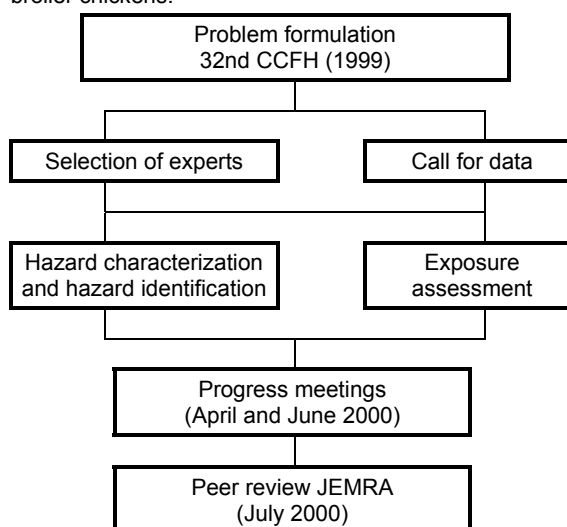 broiler chickens.
Problem formulation
32nd CCFH (1999)
Selection of experts
Call for data
Hazard characterization
and hazard identification
Exposure
assessment
Progress meetings
(April and June 2000)
Peer review JEMRA
(July 2000)